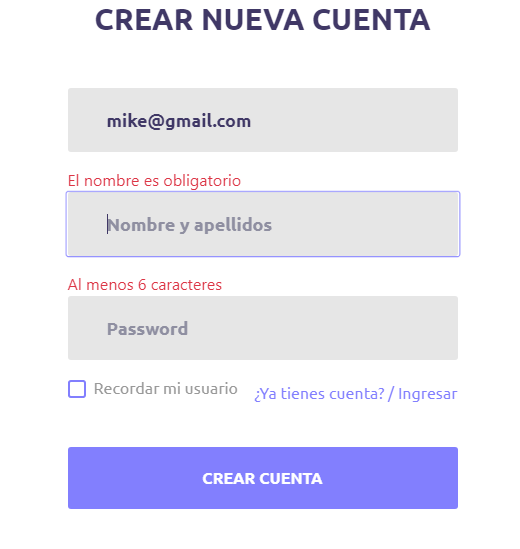 CREAR NUEVA CUENTA
mike@gmail.com
El nombre es obligatorio
Nombre y apellidos
Al menos 6 caracteres
Password
Recordar mi usuario
¿Ya tienes cuenta? / Ingresar
CREAR CUENTA